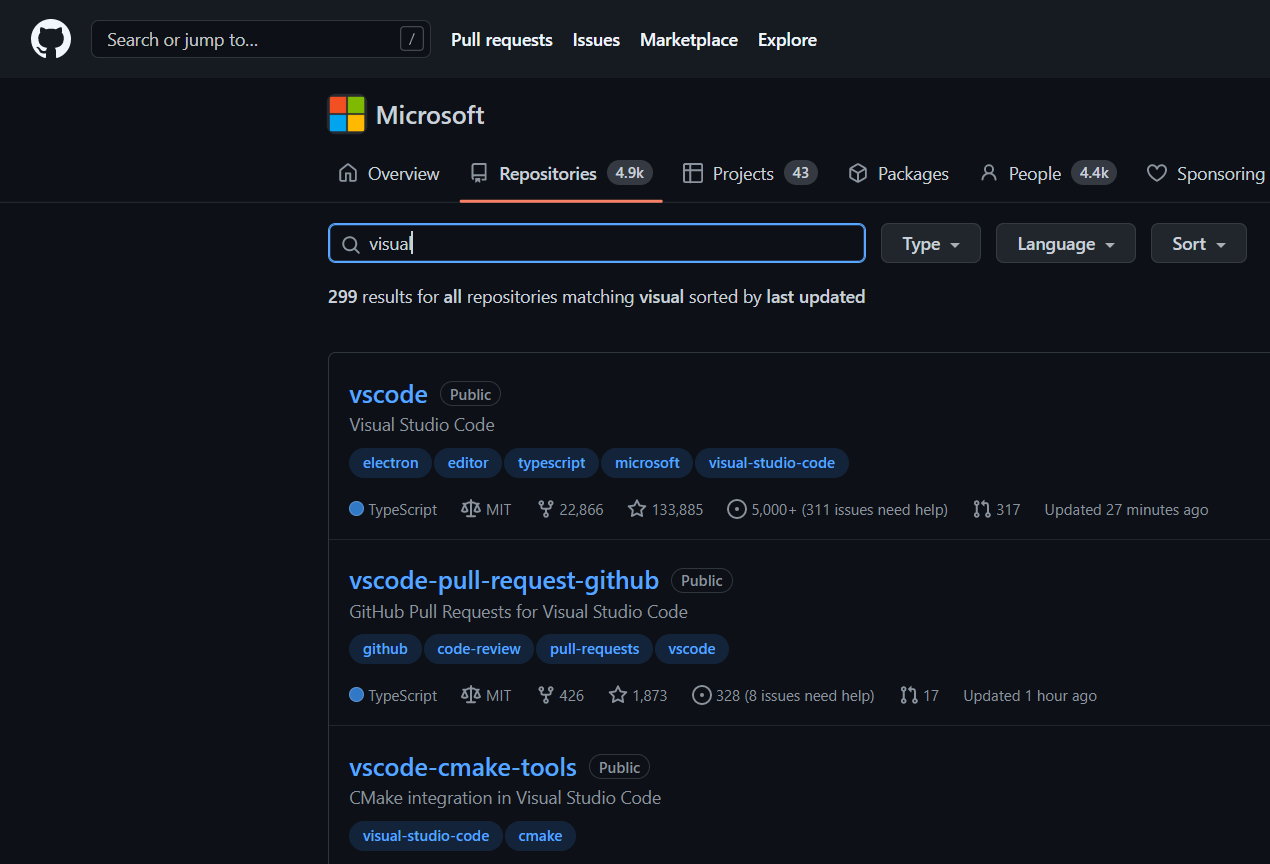 Search or jump to... / Pull requests Issues Marketplace Explore
Microsoft
Overview Repositories 4.9k Projects 43 Packages People 4.4k Sponsoring
visual Type Language Sort
299 results for all repositories matching visual sorted by last updated
vscode Public
Visual Studio Code
electron editor typescript microsoft visual-studio-code
TypeScript MIT 22,866 133,885 5,000+ (311 issues need help) 317 Updated 27 minutes ago
vscode-pull-request-github Public
GitHub Pull Requests for Visual Studio Code
github code-review pull-requests vscode
TypeScript MIT 426 1,873 328 (8 issues need help) 17 Updated 1 hour ago
vscode-cmake-tools Public
CMake integration in Visual Studio Code
visual-studio-code cmake